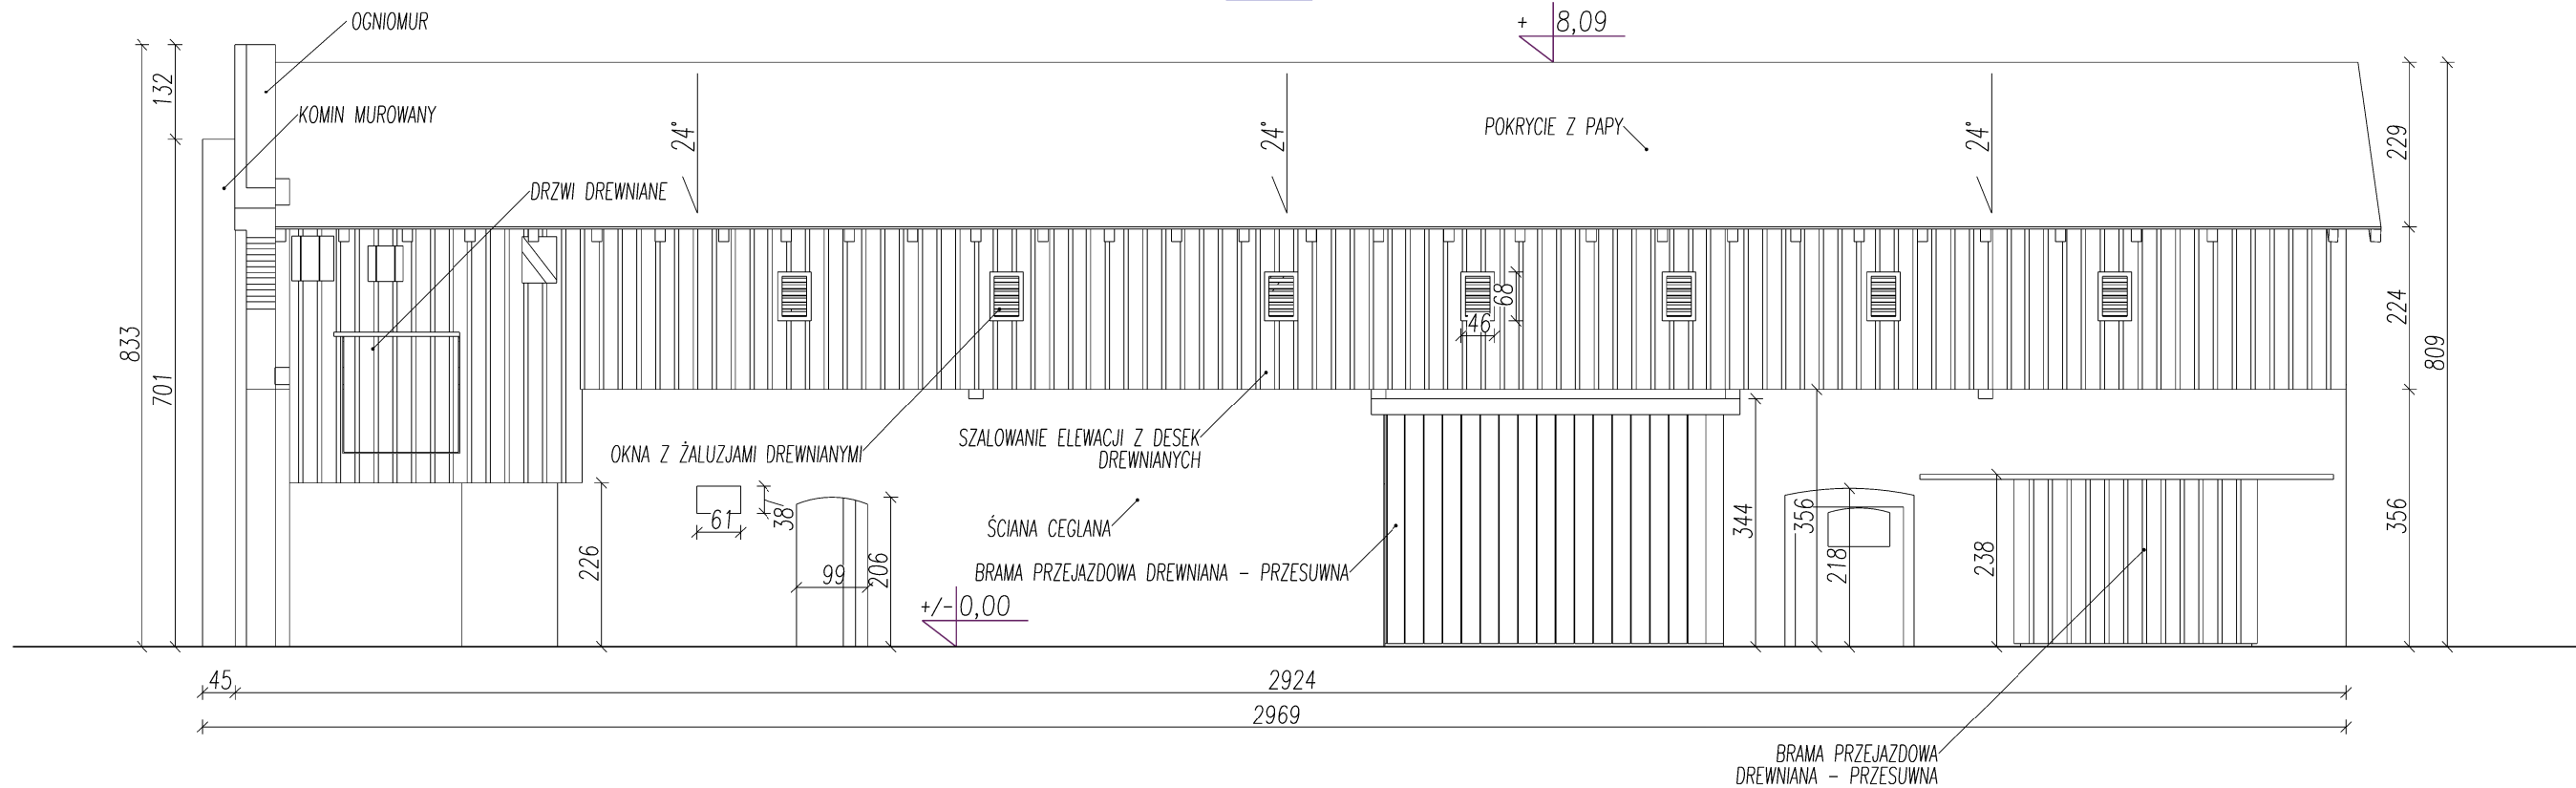 OGNIOMUR
+ 8,09
132
KOMIN MUROWANY
24°
24°
POKRYCIE Z PAPY
24°
229
DRZWI DREWNIANE
833
701
68
46
224
809
OKNA Z ŻALUZJAMI DREWNIANYMI
SZALOWANIE ELEWACJI Z DESEK
DREWNIANYCH
61
38
ŚCIANA CEGLANA
344
356
356
226
99
206
BRAMA PRZEJAZDOWA DREWNIANA - PRZESUWNA
218
238
+/- 0,00
45
2924
2969
BRAMA PRZEJAZDOWA
DREWNIANA - PRZESUWNA